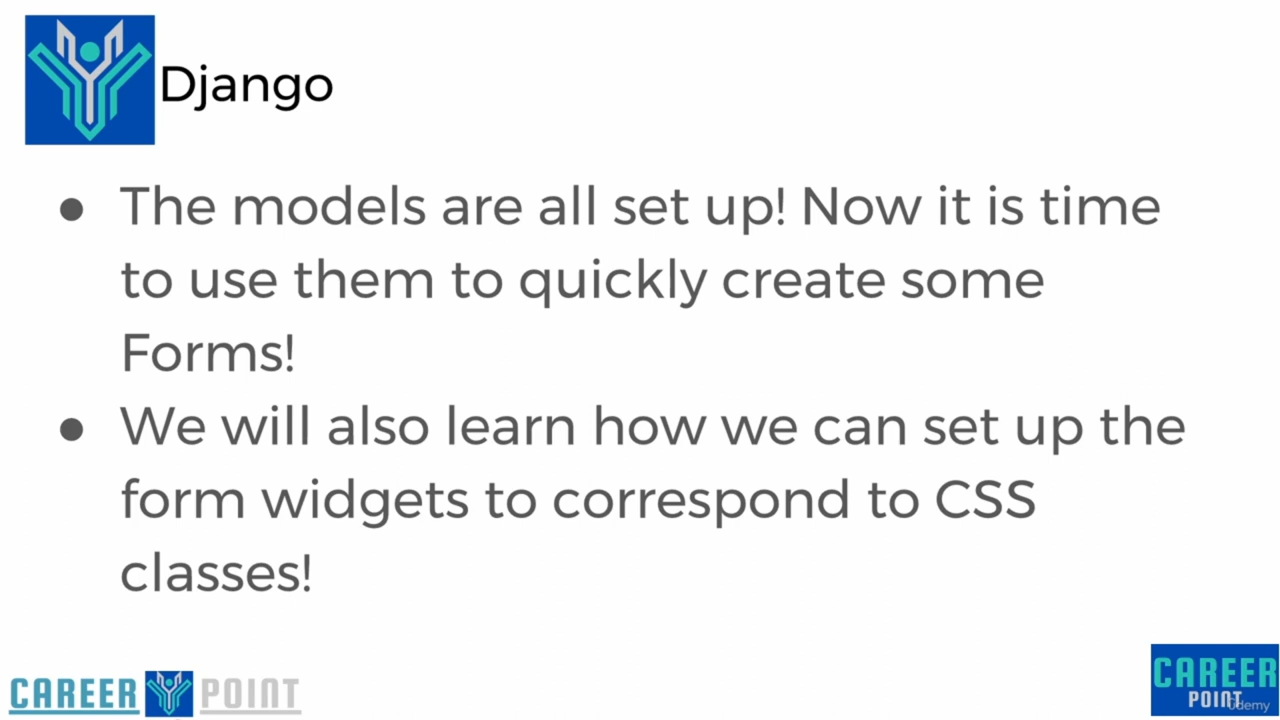 Django
● The models are all set up! Now it is time
to use them to quickly create some
Forms!
● We will also learn how we can set up the
form widgets to correspond to CSS
classes!
CAREER POINT
CAREER
POINT
Udemy